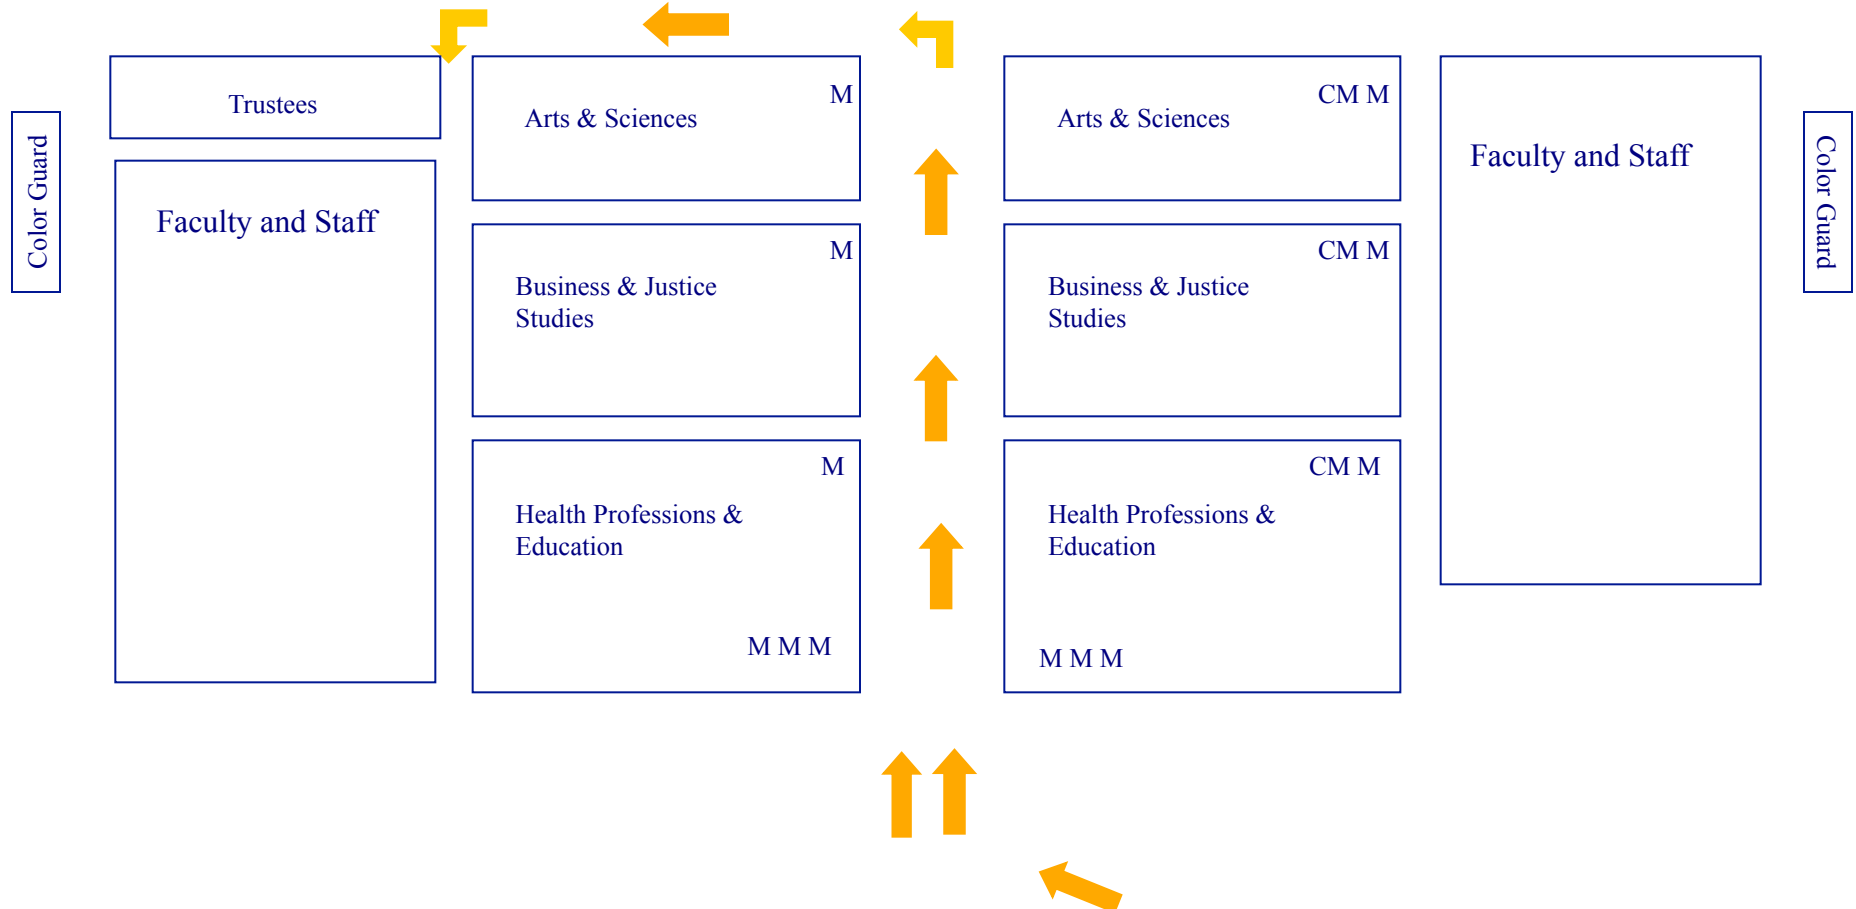 Color Guard
Trustees
Faculty and Staff
M
Arts & Sciences
M
Business & Justice
Studies
M
Health Professions &
Education
M M M
CM M
Arts & Sciences
CM M
Business & Justice
Studies
CM M
Health Professions &
Education
M M M
Faculty and Staff
Color Guard